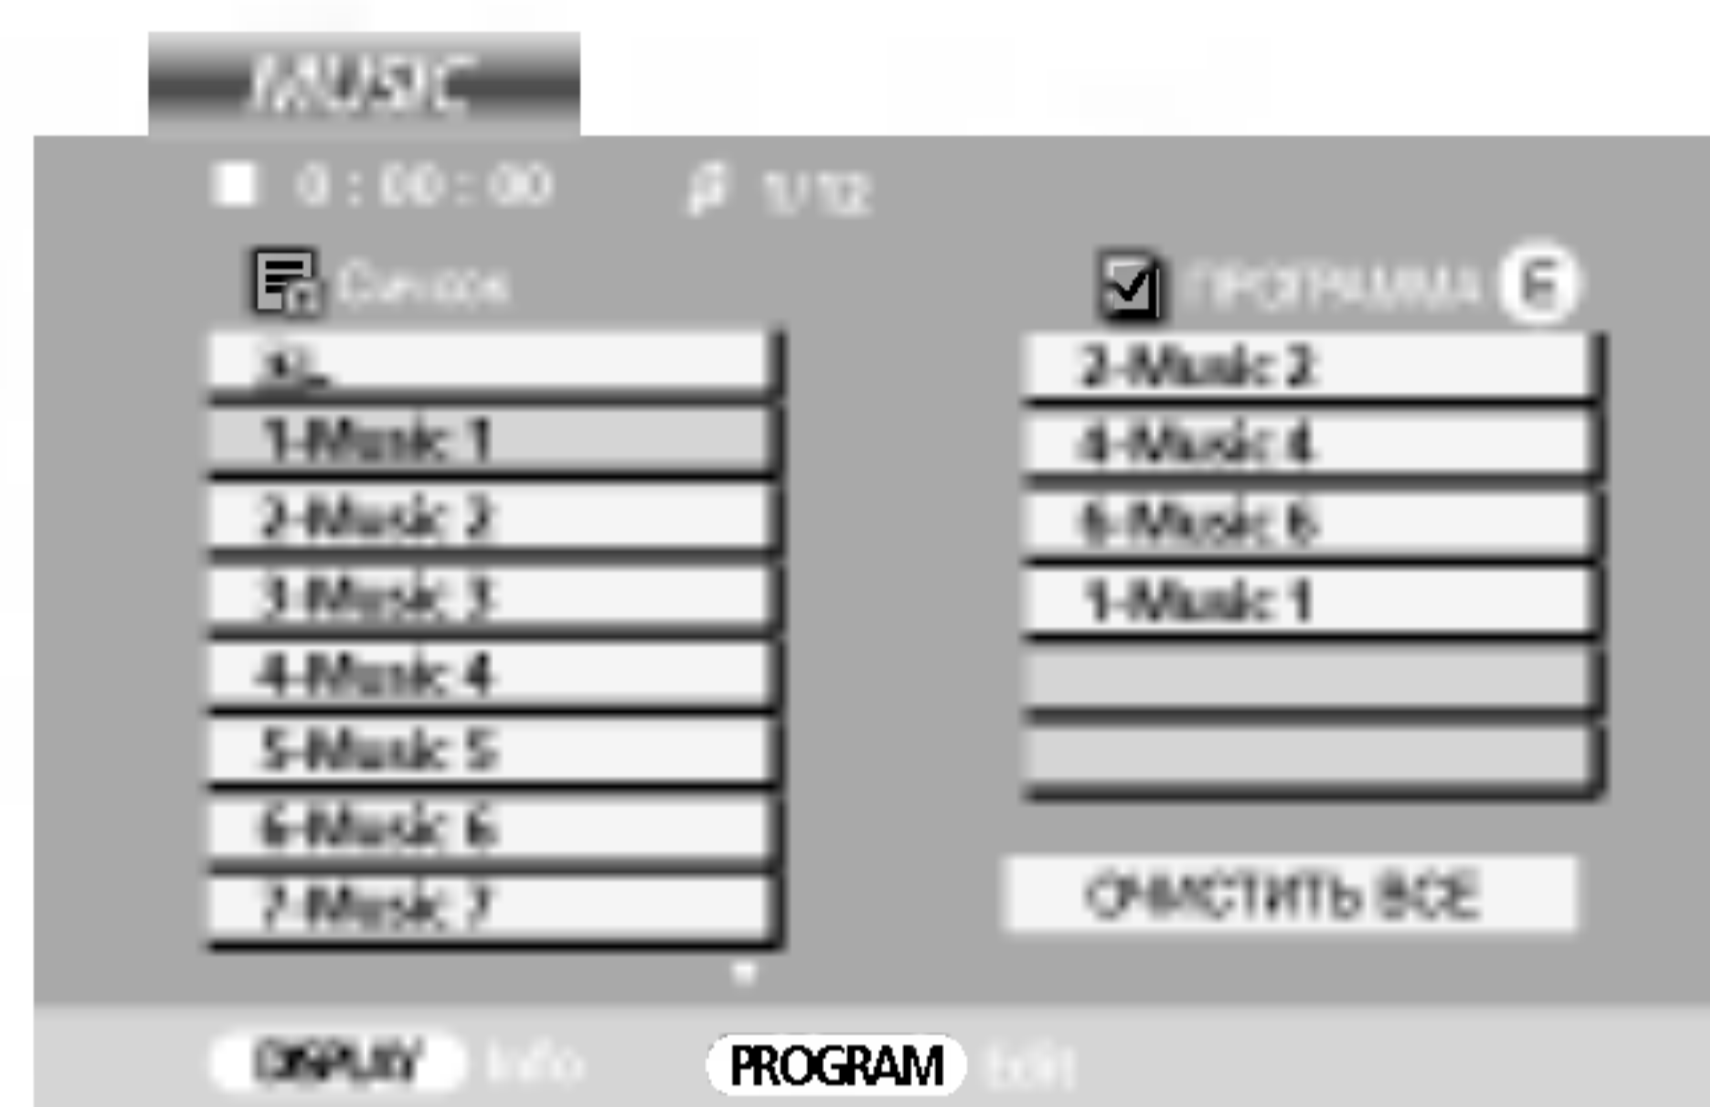 MUSIC
0 : 00 : 00 1/12
Список
ПРОГРАММА E
1-Music 1
2-Music 2
3-Music 3
4-Music 4
5-Music 5
6-Music 6
7-Music 7
2-Music 2
4-Music 4
6-Music 6
1-Music 1
ОЧИСТИТЬ ВСЕ
DISPLAY Info PROGRAM Edit